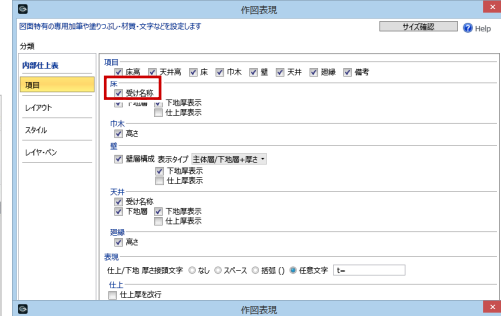 作図表現
図面特有の専用加筆や塗りつぶし・材質・文字などを設定します
サイズ確認
Help
分類
内部仕上表
項目
レイアウト
スタイル
レイヤ・ペン
項目
床高 天井高 床 巾木 壁 天井 廻縁 備考
床
受け名称
下地層 下地厚表示
仕上厚表示
巾木
高さ
壁
壁層構成 表示タイプ 主体層/下地層+厚さ
下地厚表示
仕上厚表示
天井
受け名称
下地層 下地厚表示
仕上厚表示
廻縁
高さ
表現
仕上/下地 厚さ接頭文字 なし スペース 括弧 () 任意文字 t=
仕上
仕上厚を改行
作図表現